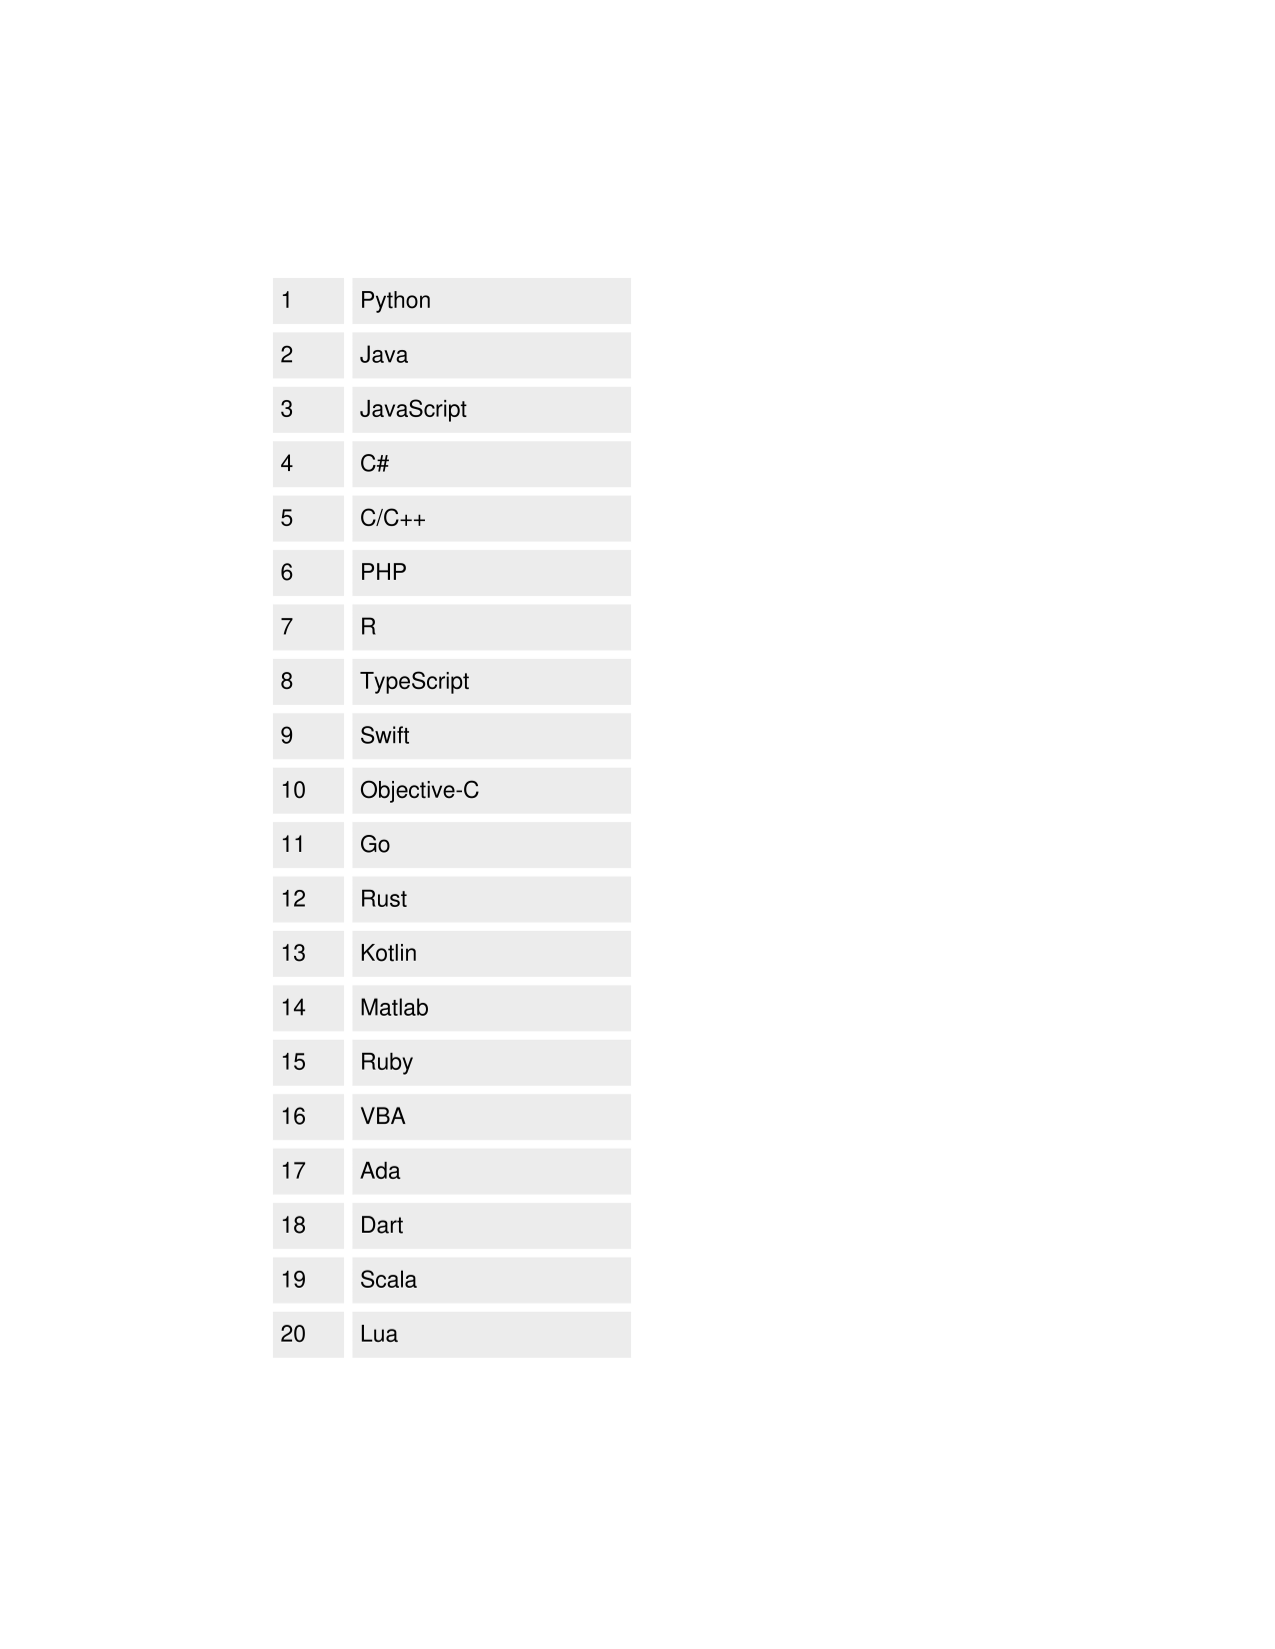 1 Python
2 Java
3 JavaScript
4 C#
5 C/C++
6 PHP
7 R
8 TypeScript
9 Swift
10 Objective-C
11 Go
12 Rust
13 Kotlin
14 Matlab
15 Ruby
16 VBA
17 Ada
18 Dart
19 Scala
20 Lua